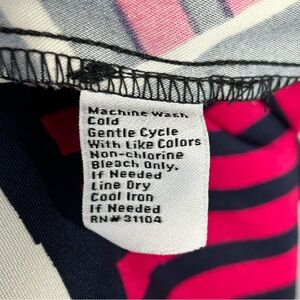 Machine Wash
Cold
Gentle Cycle
With Like Colors
Non-chlorine
Bleach Only.
If Needed
Line Dry
Cool Iron
If Needed
RN#31104